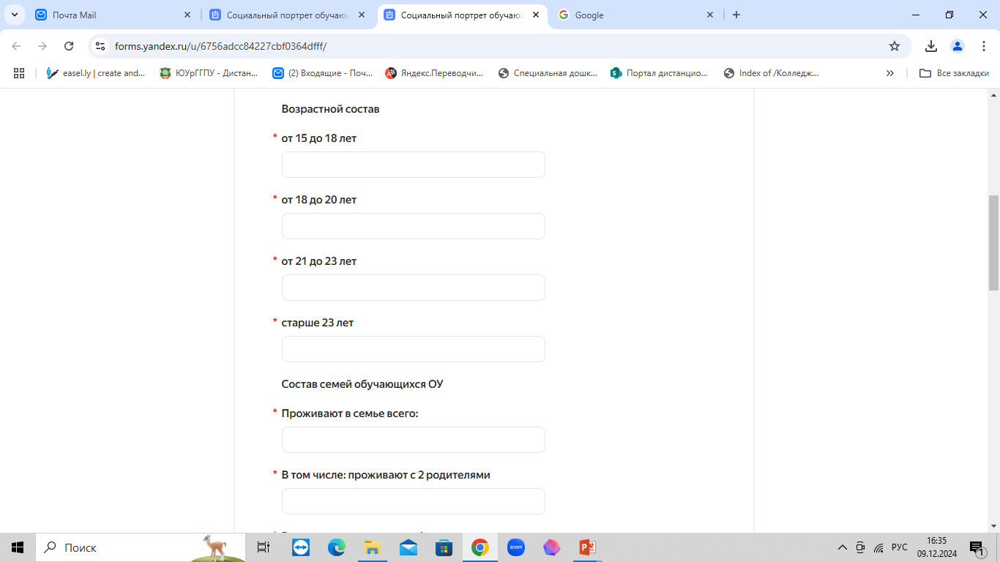 Почта Mail
Социальный портрет обучаю
Социальный портрет обучаю
Google
forms.yandex.ru/u/6756adcc84227cbf0364dfff/
easel.ly | create and...
ЮУрГГПУ - Дистан...
(2) Входящие - Поч...
Яндекс.Переводчи...
Специальная дошк...
Портал дистанцио...
Index of /Колледж...
Все закладки
Возрастной состав
* от 15 до 18 лет
* от 18 до 20 лет
* от 21 до 23 лет
* старше 23 лет
Состав семей обучающихся ОУ
* Проживают в семье всего:
* В том числе: проживают с 2 родителями
Поиск
zoom
РУС
16:35
09.12.2024
1